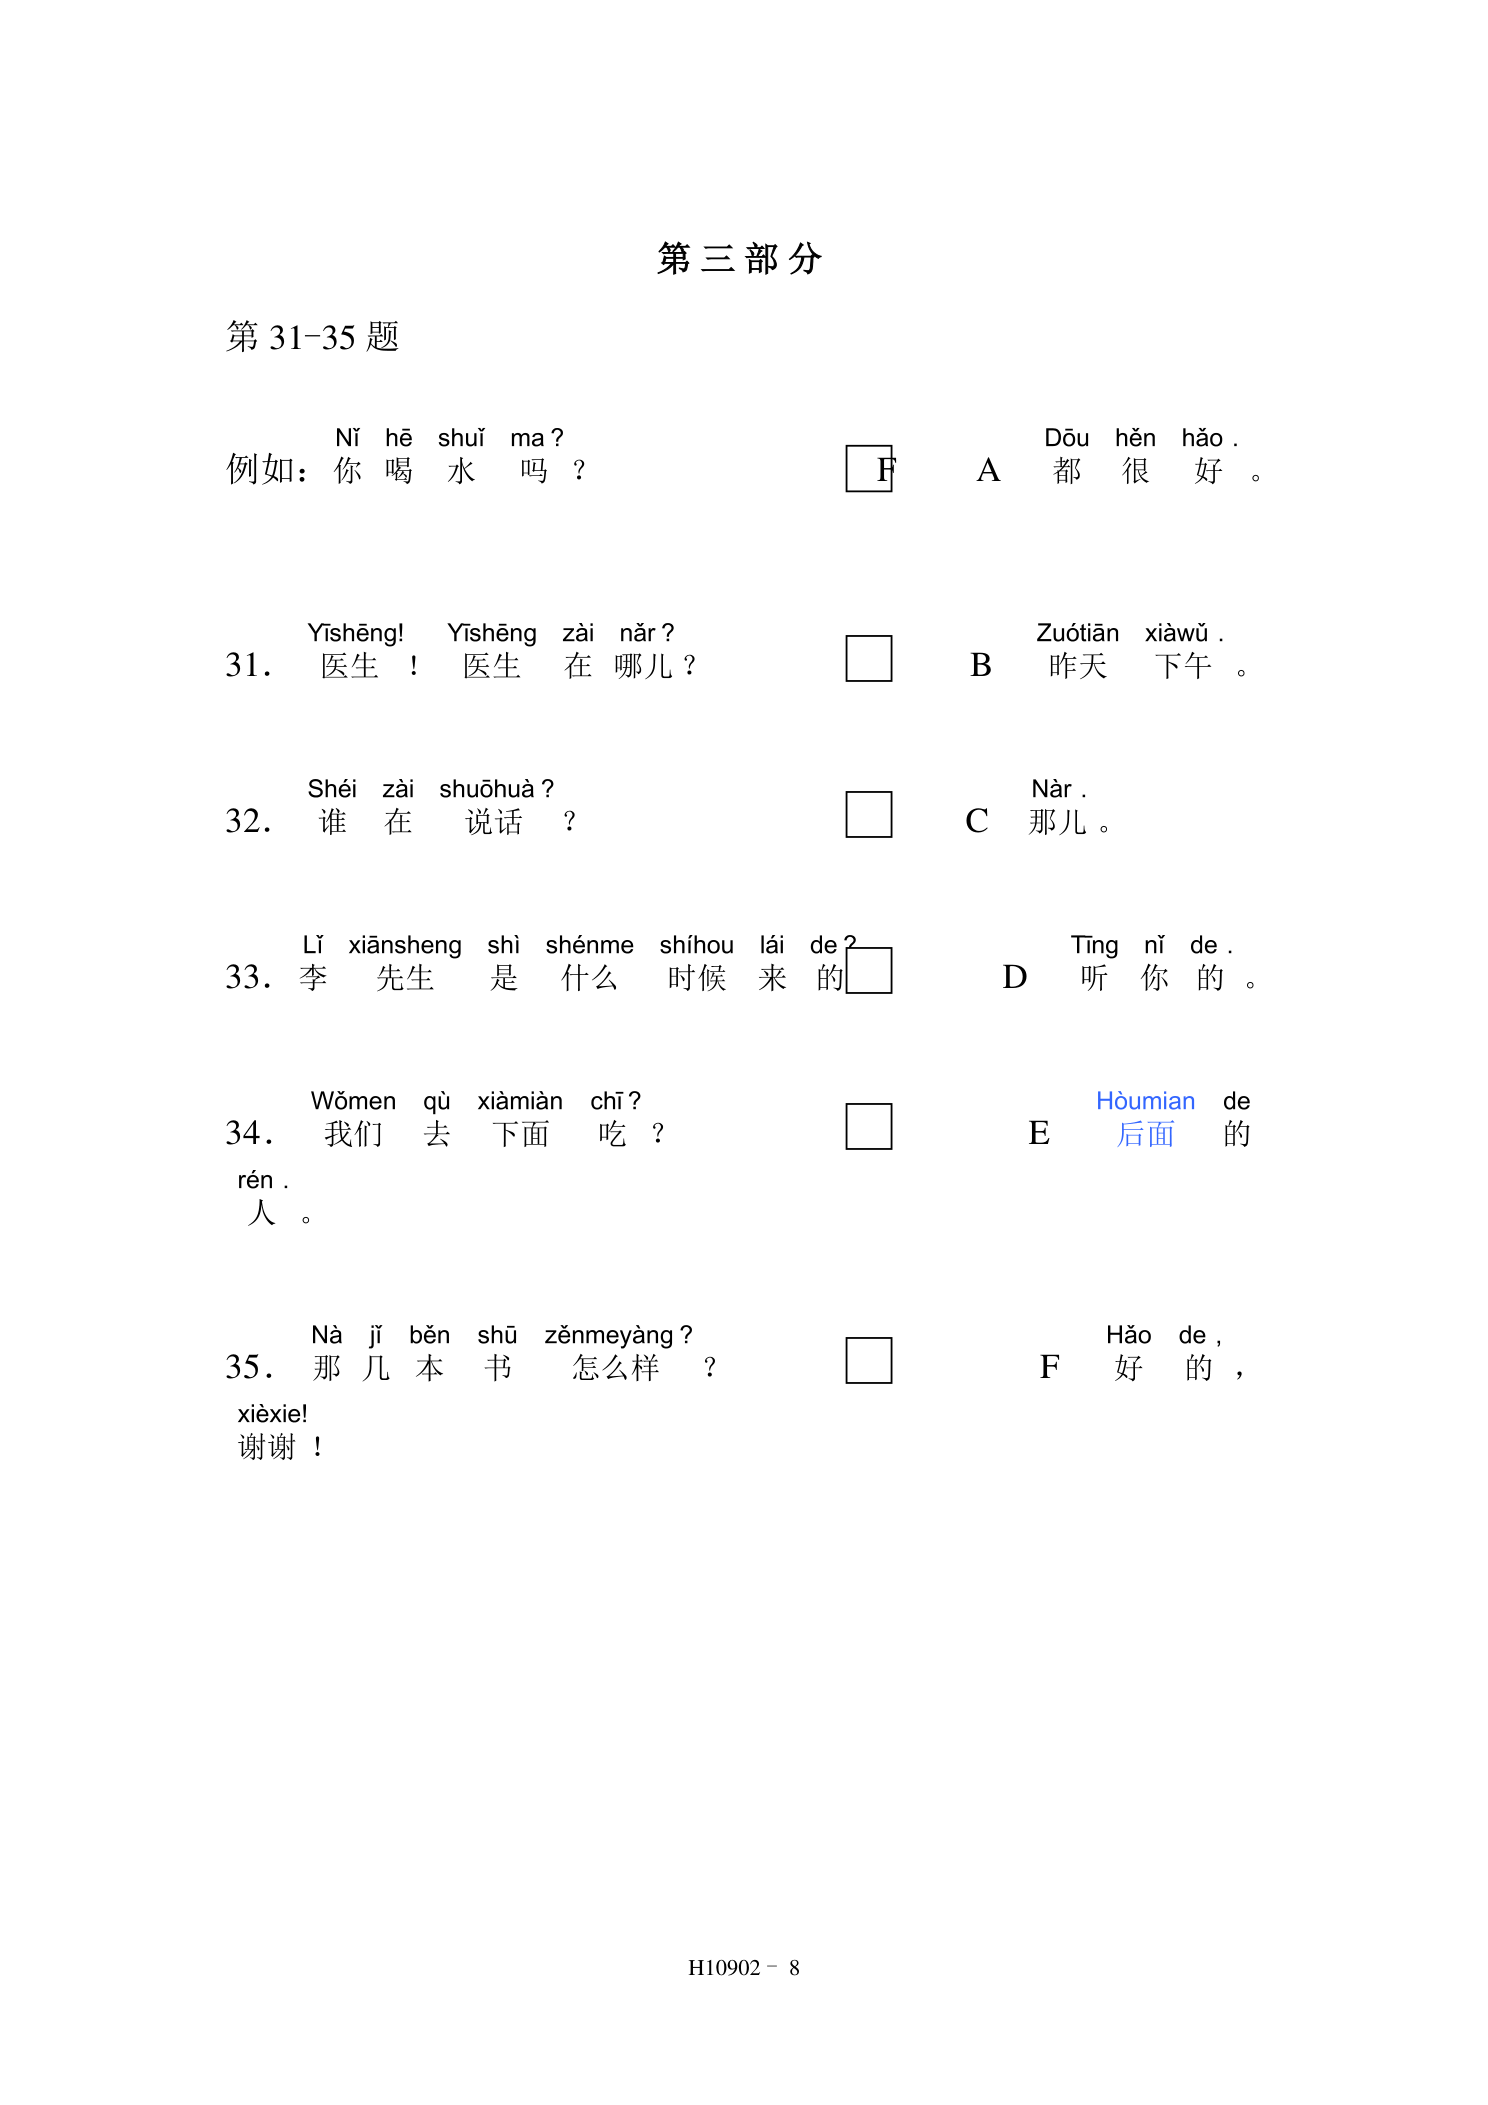 第三部分
第 31-35 题
Nǐ hē shuǐ ma？ Dōu hěn hǎo．
例如：你 喝 水 吗？ F A 都 很 好 。
Yīshēng! Yīshēng zài nǎr？ Zuótiān xiàwǔ．
31． 医生 ！ 医生 在 哪儿？ B 昨天 下午 。
Shéi zài shuōhuà？ Nàr．
32． 谁 在 说话 ？ C 那儿 。
Lǐ xiānsheng shì shénme shíhou lái de？ Tīng nǐ de．
33． 李 先生 是 什么 时候 来 的 D 听 你 的 。
Wǒmen qù xiàmiàn chī？ Hòumian de
34． 我们 去 下面 吃 ？ E 后面 的
rén．
人 。
Nà jǐ běn shū zěnmeyàng？ Hǎo de，
35． 那 几 本 书 怎么样 ？ F 好 的 ，
xièxie!
谢谢 ！
H10902－ 8